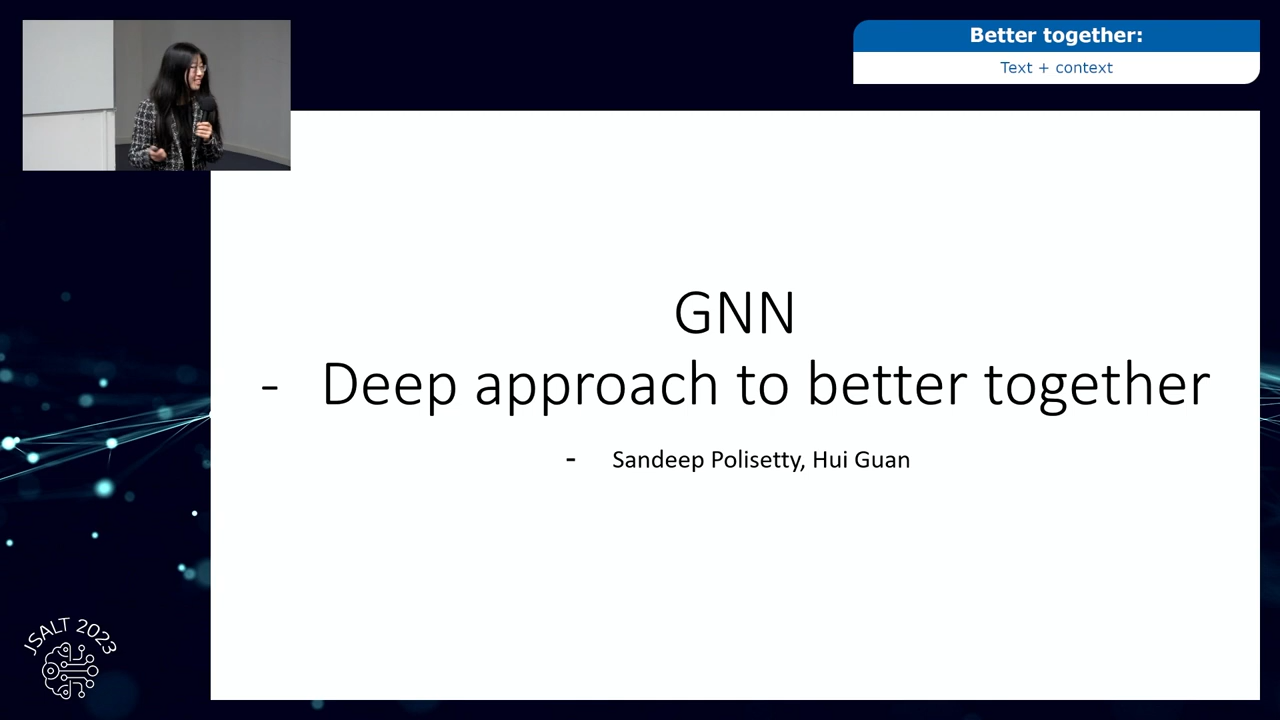 Better together:
Text + context
GNN
- Deep approach to better together
- Sandeep Polisetty, Hui Guan
JSALT 2023